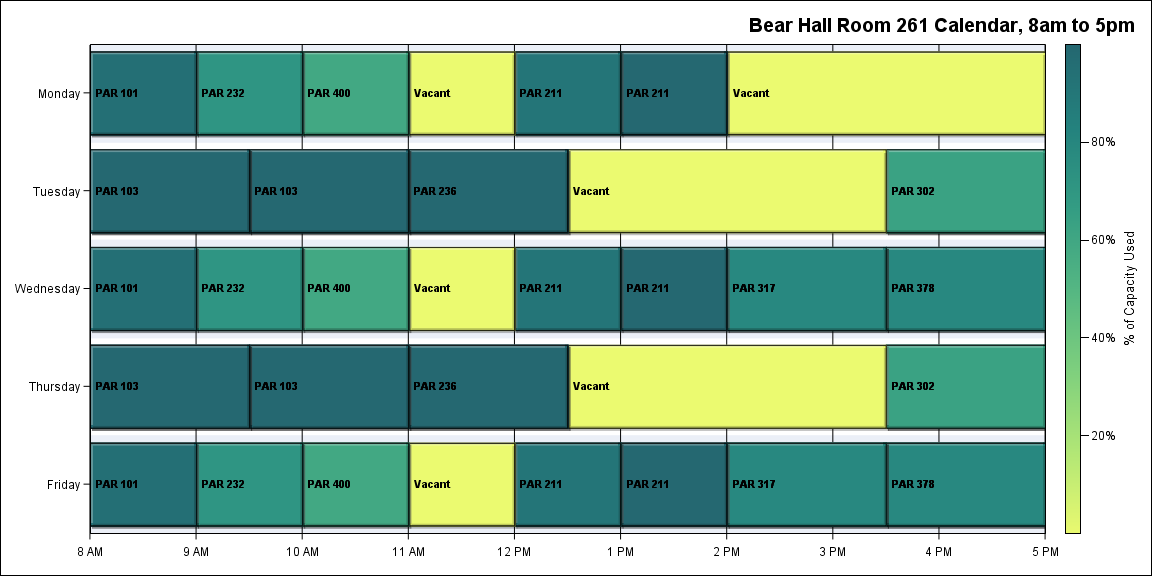 Bear Hall Room 261 Calendar, 8am to 5pm
Monday
PAR 101
PAR 232
PAR 400
Vacant
PAR 211
PAR 211
Vacant
Tuesday
PAR 103
PAR 103
PAR 236
Vacant
PAR 302
Wednesday
PAR 101
PAR 232
PAR 400
Vacant
PAR 211
PAR 211
PAR 317
PAR 378
Thursday
PAR 103
PAR 103
PAR 236
Vacant
PAR 302
Friday
PAR 101
PAR 232
PAR 400
Vacant
PAR 211
PAR 211
PAR 317
PAR 378
8 AM
9 AM
10 AM
11 AM
12 PM
1 PM
2 PM
3 PM
4 PM
5 PM
80%
60%
40%
20%
% of Capacity Used